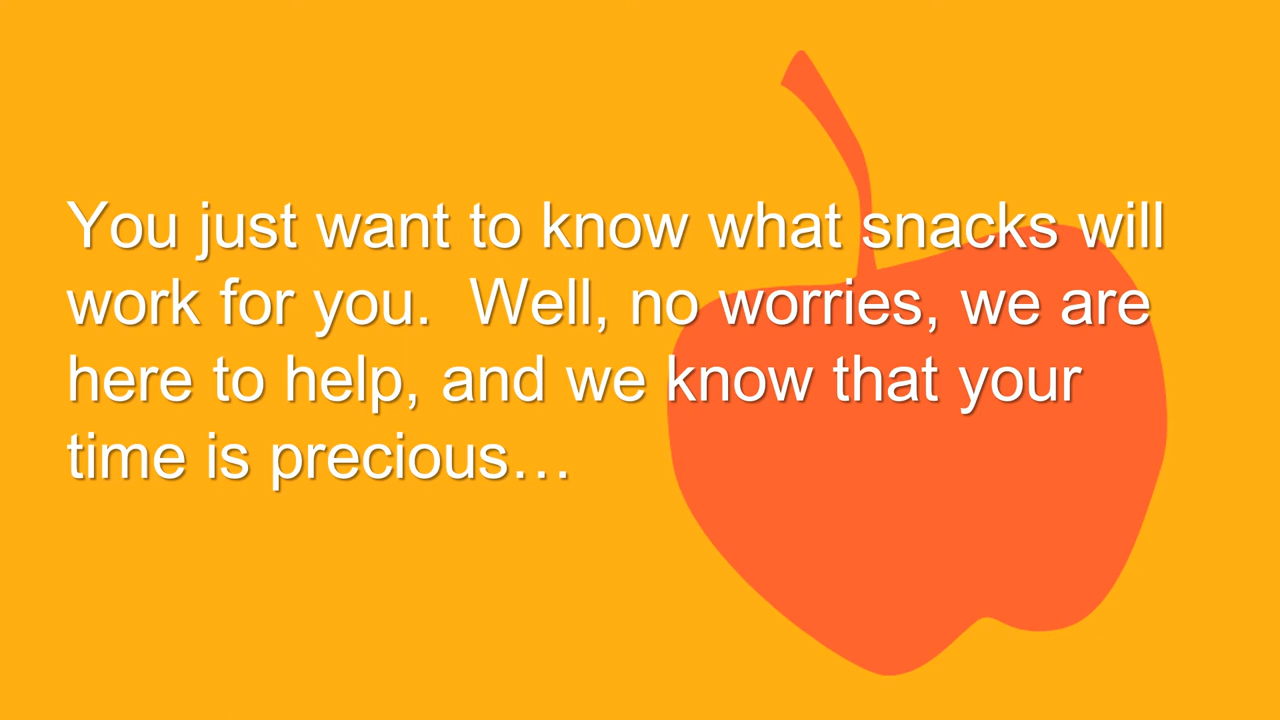 You just want to know what snacks will
work for you.  Well, no worries, we are
here to help, and we know that your
time is precious…